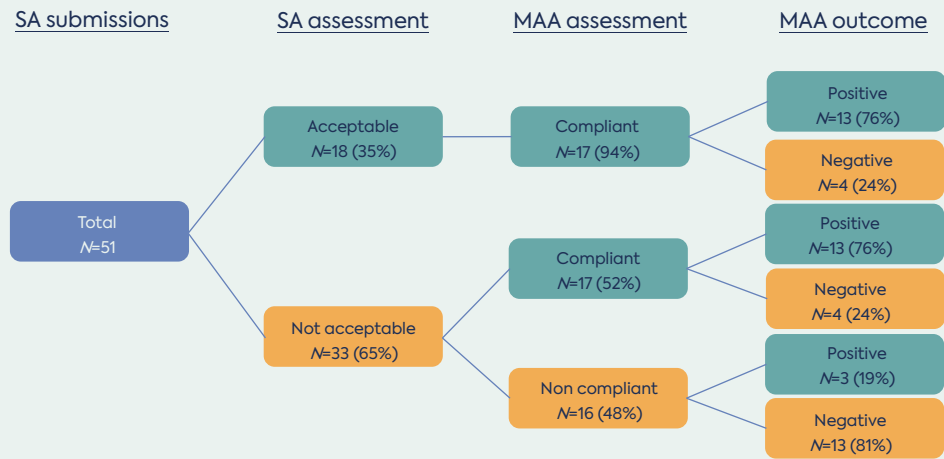 SA submissions
SA assessment
MAA assessment
MAA outcome
Total
N=51
Acceptable
N=18 (35%)
Not acceptable
N=33 (65%)
Compliant
N=17 (94%)
Compliant
N=17 (52%)
Non compliant
N=16 (48%)
Positive
N=13 (76%)
Negative
N=4 (24%)
Positive
N=13 (76%)
Negative
N=4 (24%)
Positive
N=3 (19%)
Negative
N=13 (81%)